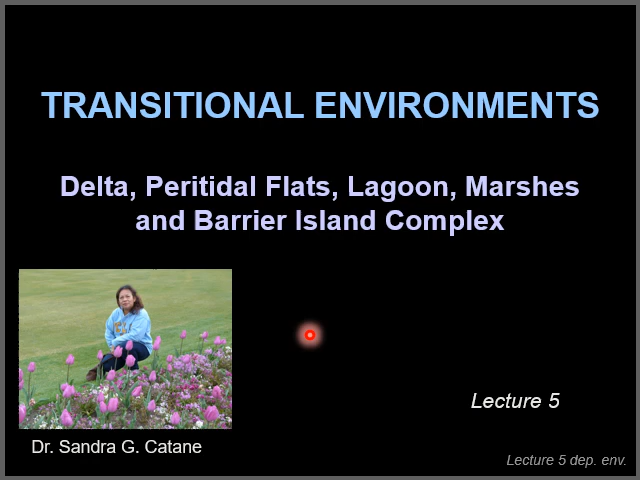 TRANSITIONAL ENVIRONMENTS
Delta, Peritidal Flats, Lagoon, Marshes
and Barrier Island Complex
Lecture 5
Dr. Sandra G. Catane
Lecture 5 dep. env.